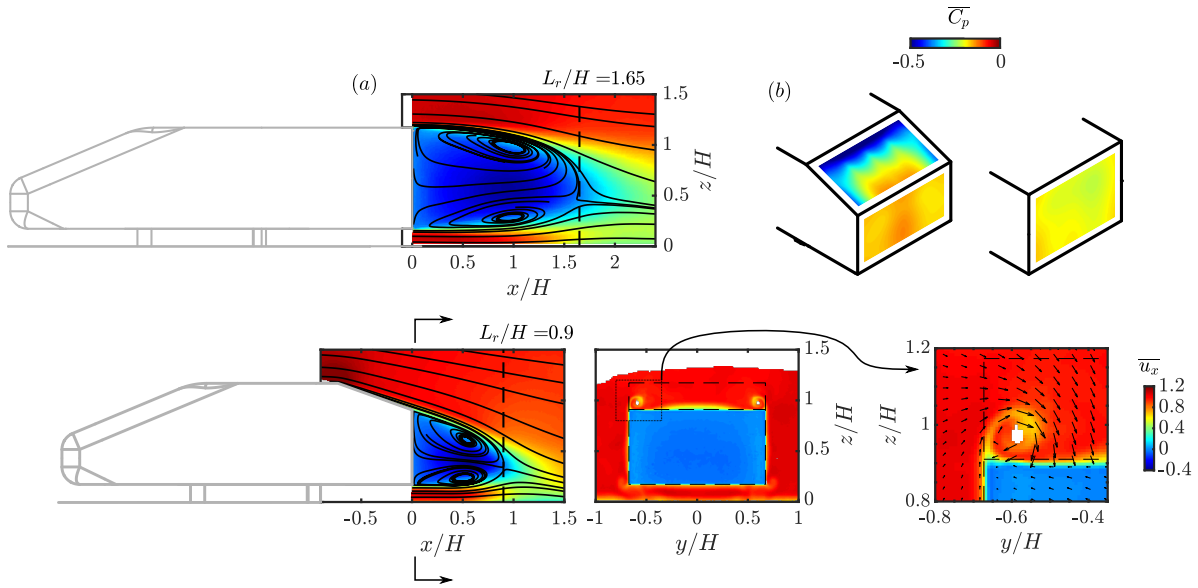 (a)
L_r/H =1.65
1.5
1
0.5
0
z/H
0 0.5 1 1.5 2
x/H
\overline{C_p}
-0.5 0
(b)
L_r/H =0.9
-0.5 0 0.5 1 1.5
x/H
1.5
1
0.5
0
z/H
-1 -0.5 0 0.5 1
y/H
1.2
1
0.8
z/H
-0.8 -0.6 -0.4
y/H
\overline{u_x}
1.2
0.8
0.4
0
-0.4